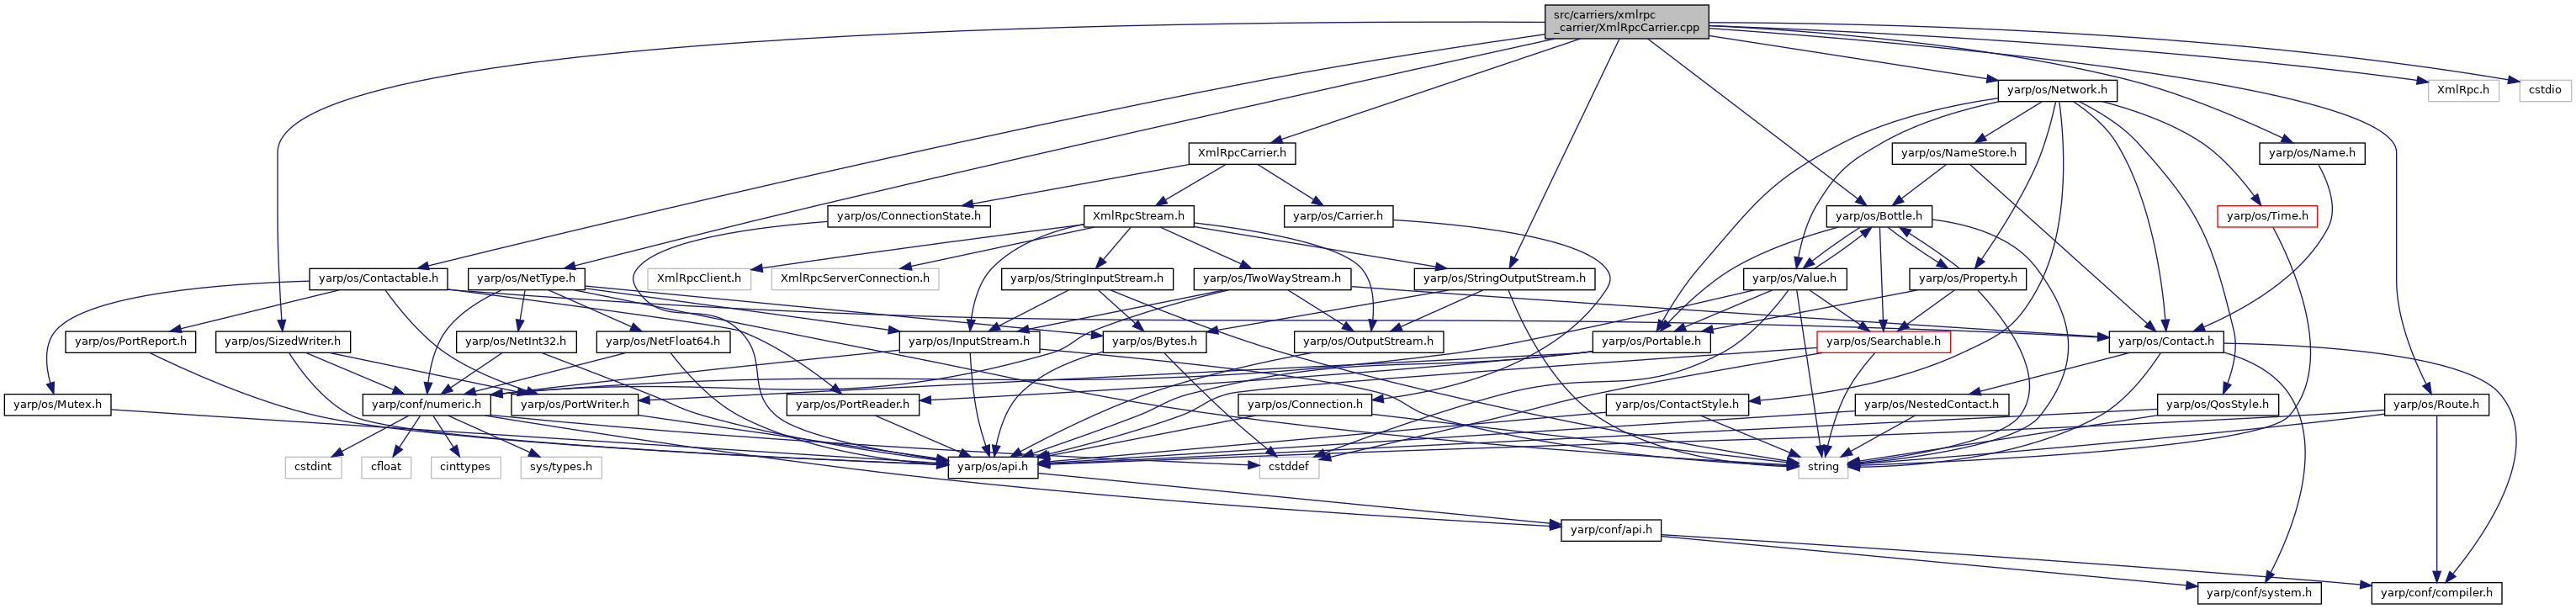 src/carriers/xmlrpc
_carrier/XmlRpcCarrier.cpp
yarp/os/Network.h
XmlRpc.h
cstdio
XmlRpcCarrier.h
yarp/os/NameStore.h
yarp/os/Name.h
yarp/os/ConnectionState.h
XmlRpcStream.h
yarp/os/Carrier.h
yarp/os/Bottle.h
yarp/os/Time.h
yarp/os/Contactable.h
yarp/os/NetType.h
XmlRpcClient.h
XmlRpcServerConnection.h
yarp/os/StringInputStream.h
yarp/os/TwoWayStream.h
yarp/os/StringOutputStream.h
yarp/os/Value.h
yarp/os/Property.h
yarp/os/PortReport.h
yarp/os/SizedWriter.h
yarp/os/NetInt32.h
yarp/os/NetFloat64.h
yarp/os/InputStream.h
yarp/os/Bytes.h
yarp/os/OutputStream.h
yarp/os/Portable.h
yarp/os/Searchable.h
yarp/os/Contact.h
yarp/os/Mutex.h
yarp/conf/numeric.h
yarp/os/PortWriter.h
yarp/os/PortReader.h
yarp/os/Connection.h
yarp/os/ContactStyle.h
yarp/os/NestedContact.h
yarp/os/QosStyle.h
yarp/os/Route.h
cstdint
cfloat
cinttypes
sys/types.h
yarp/os/api.h
cstddef
string
yarp/conf/api.h
yarp/conf/system.h
yarp/conf/compiler.h